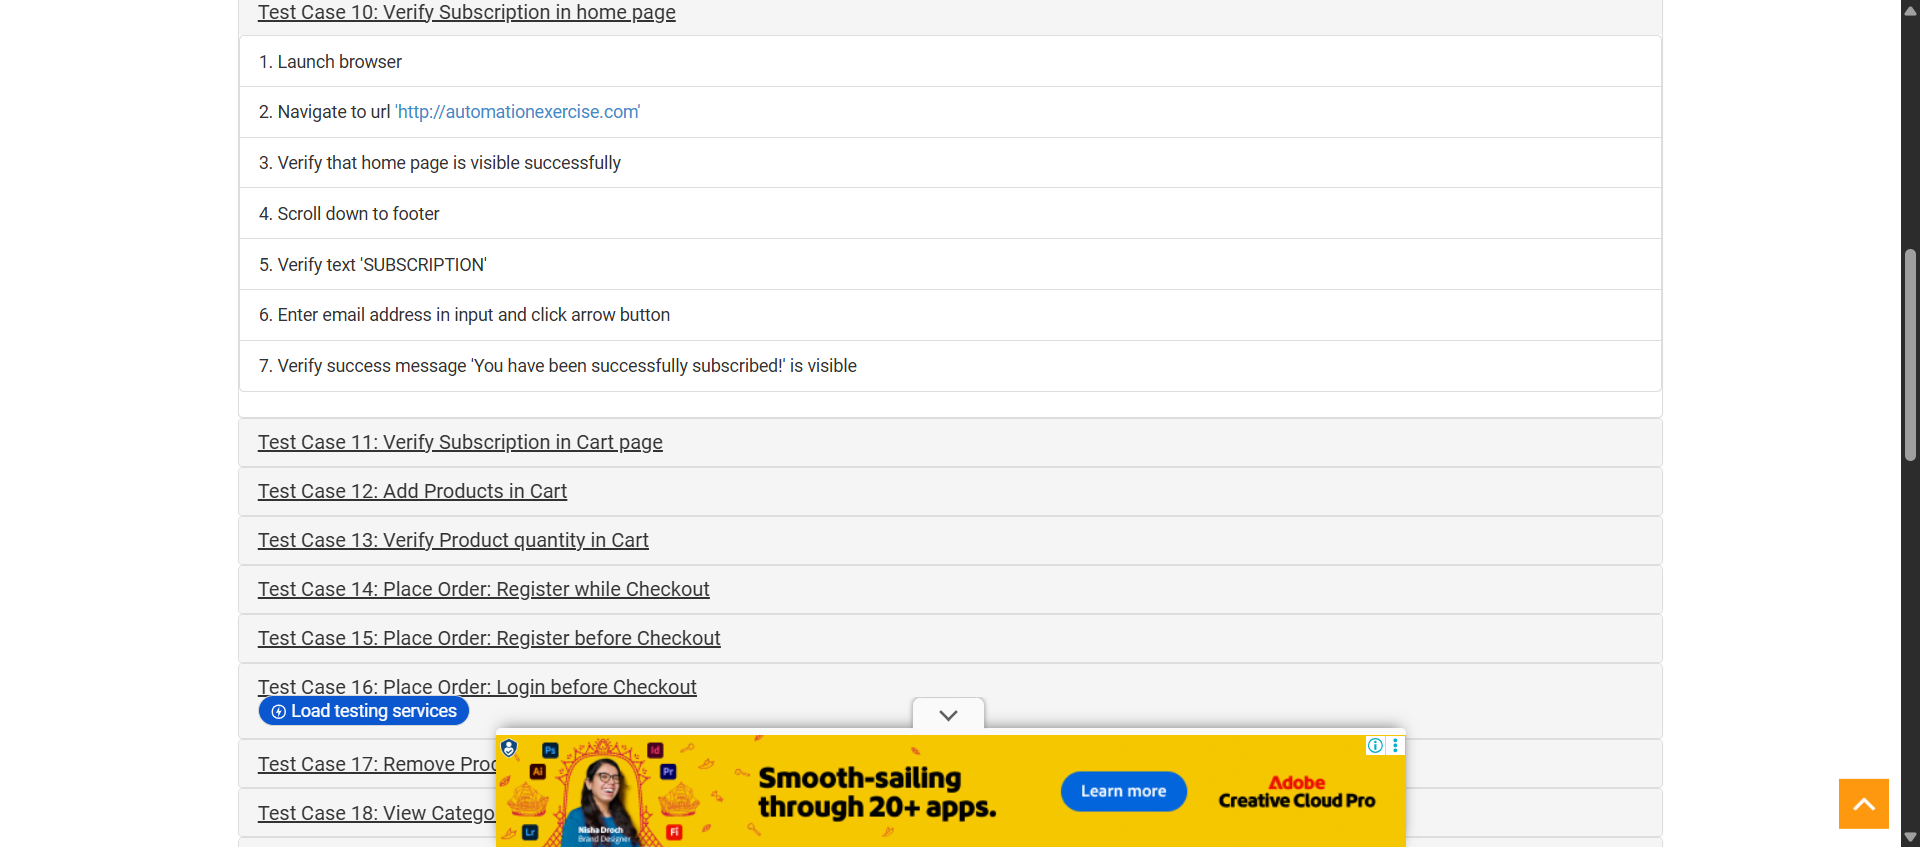 Test Case 10: Verify Subscription in home page
1. Launch browser
2. Navigate to url 'http://automationexercise.com'
3. Verify that home page is visible successfully
4. Scroll down to footer
5. Verify text 'SUBSCRIPTION'
6. Enter email address in input and click arrow button
7. Verify success message 'You have been successfully subscribed!' is visible
Test Case 11: Verify Subscription in Cart page
Test Case 12: Add Products in Cart
Test Case 13: Verify Product quantity in Cart
Test Case 14: Place Order: Register while Checkout
Test Case 15: Place Order: Register before Checkout
Test Case 16: Place Order: Login before Checkout
Load testing services
Test Case 17: Remove Proc
Test Case 18: View Catego
Ps
Id
Ai
Pr
Lr
Fl
Nisha Droch
Brand Designer
Smooth-sailing
through 20+ apps.
Learn more
Adobe
Creative Cloud Pro